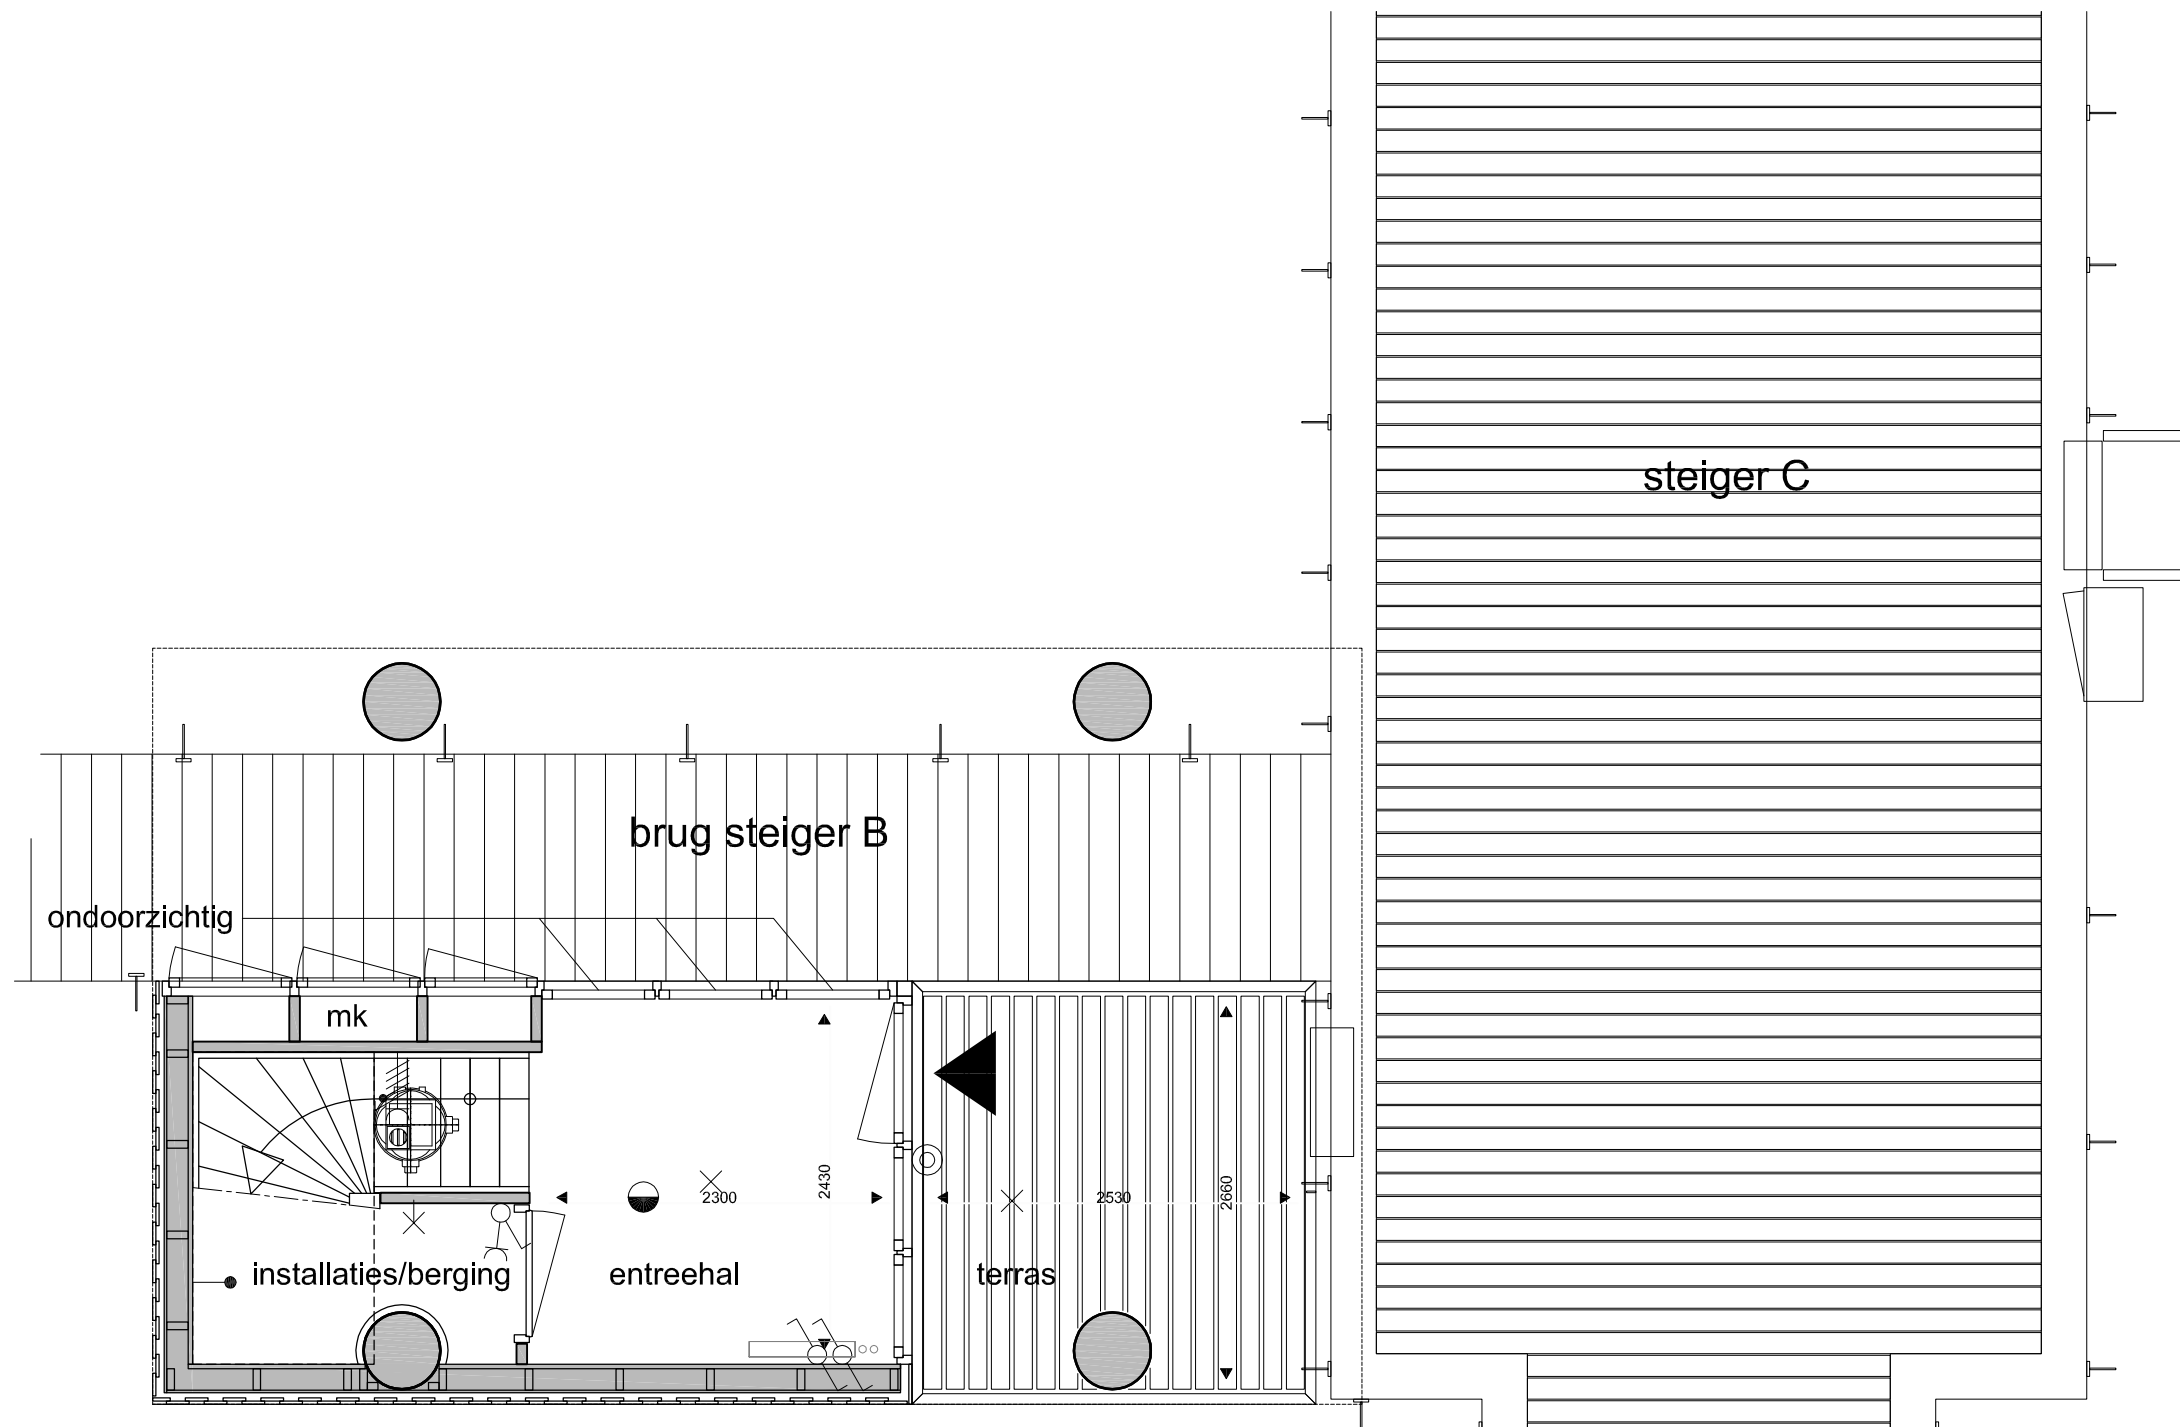 steiger C
brug steiger B
ondoorzichtig
mk
2430
2300
2530
2660
installaties/berging
entreehal
terras